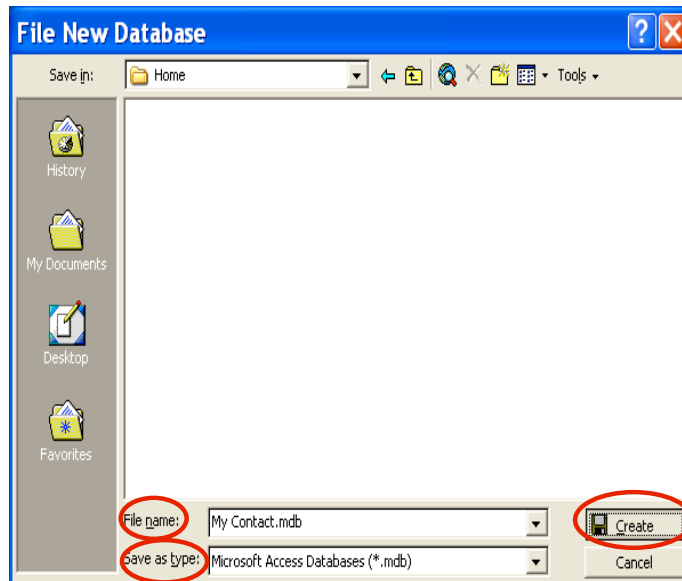 File New Database
Save in: Home Tools
History
My Documents
Desktop
Favorites
File name: My Contact.mdb Create
Save as type: Microsoft Access Databases (*.mdb) Cancel